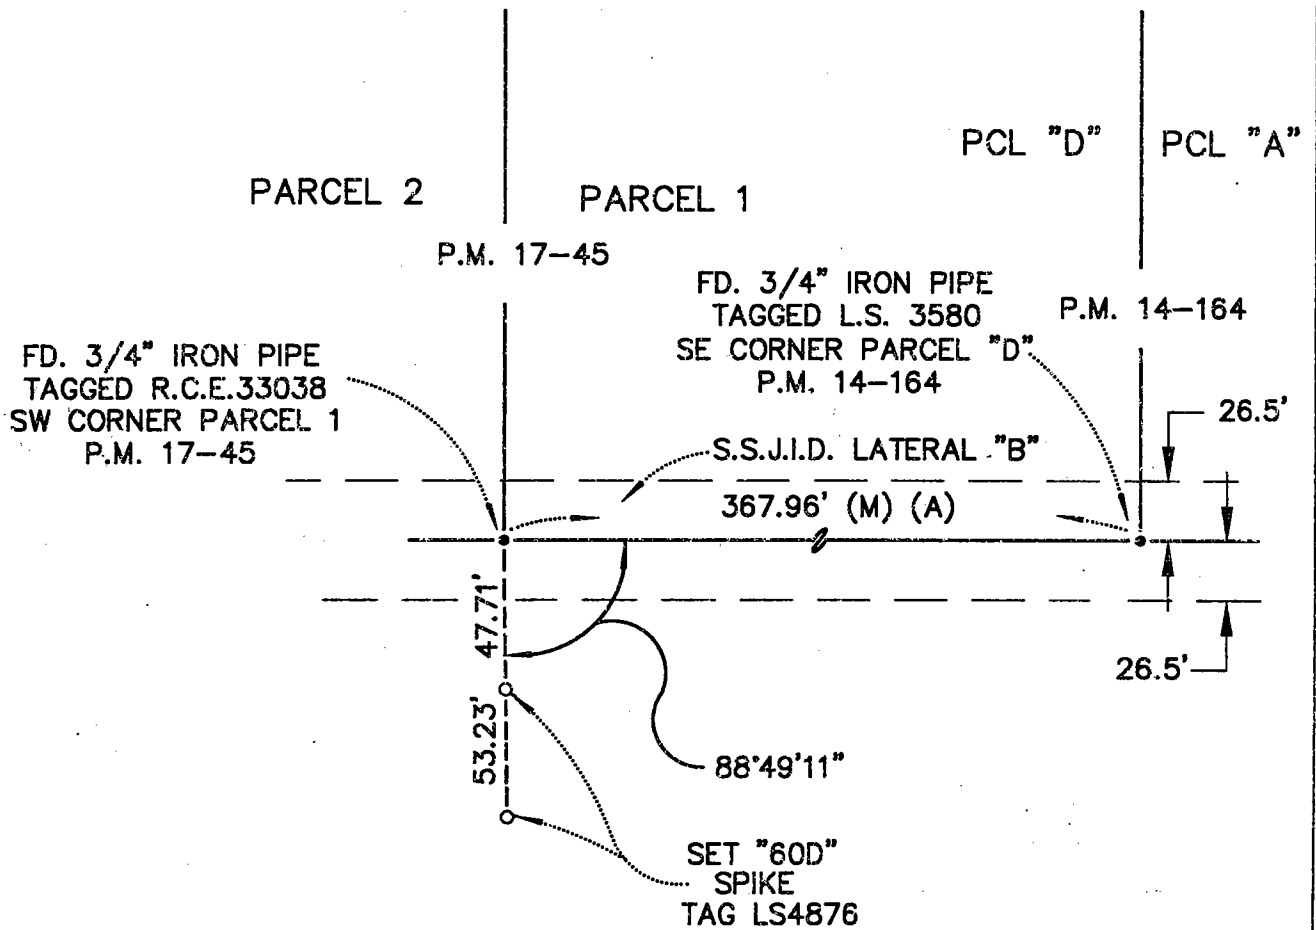 PCL "D"
PCL "A"
PARCEL 2
PARCEL 1
P.M. 17-45
FD. 3/4" IRON PIPE
TAGGED L.S. 3580
SE CORNER PARCEL "D"
P.M. 14-164
P.M. 14-164
FD. 3/4" IRON PIPE
TAGGED R.C.E.33038
SW CORNER PARCEL 1
P.M. 17-45
26.5'
S.S.J.I.D. LATERAL "B"
367.96' (M) (A)
47.71'
26.5'
53.23'
88°49'11"
SET "60D"
SPIKE
TAG LS4876